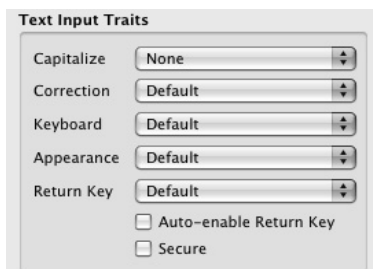 Text Input Traits
Capitalize None
Correction Default
Keyboard Default
Appearance Default
Return Key Default
Auto-enable Return Key
Secure